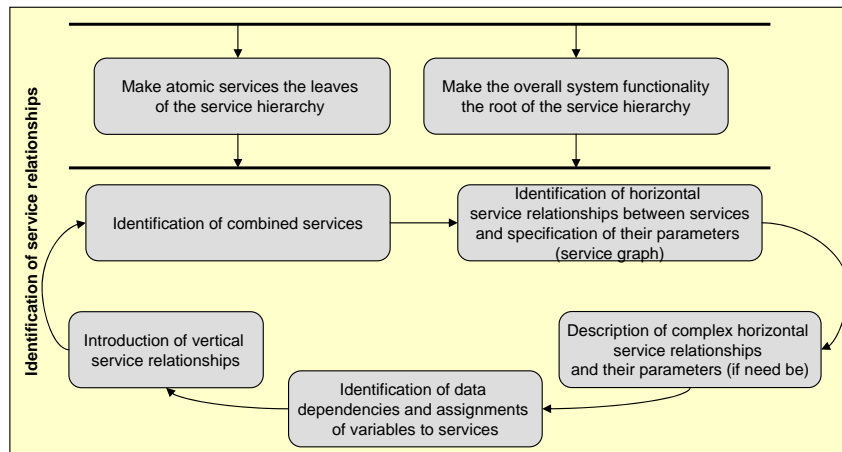 Identification of service relationships
Make atomic services the leaves
of the service hierarchy
Make the overall system functionality
the root of the service hierarchy
Identification of combined services
Identification of horizontal
service relationships between services
and specification of their parameters
(service graph)
Introduction of vertical
service relationships
Description of complex horizontal
service relationships
and their parameters (if need be)
Identification of data
dependencies and assignments
of variables to services